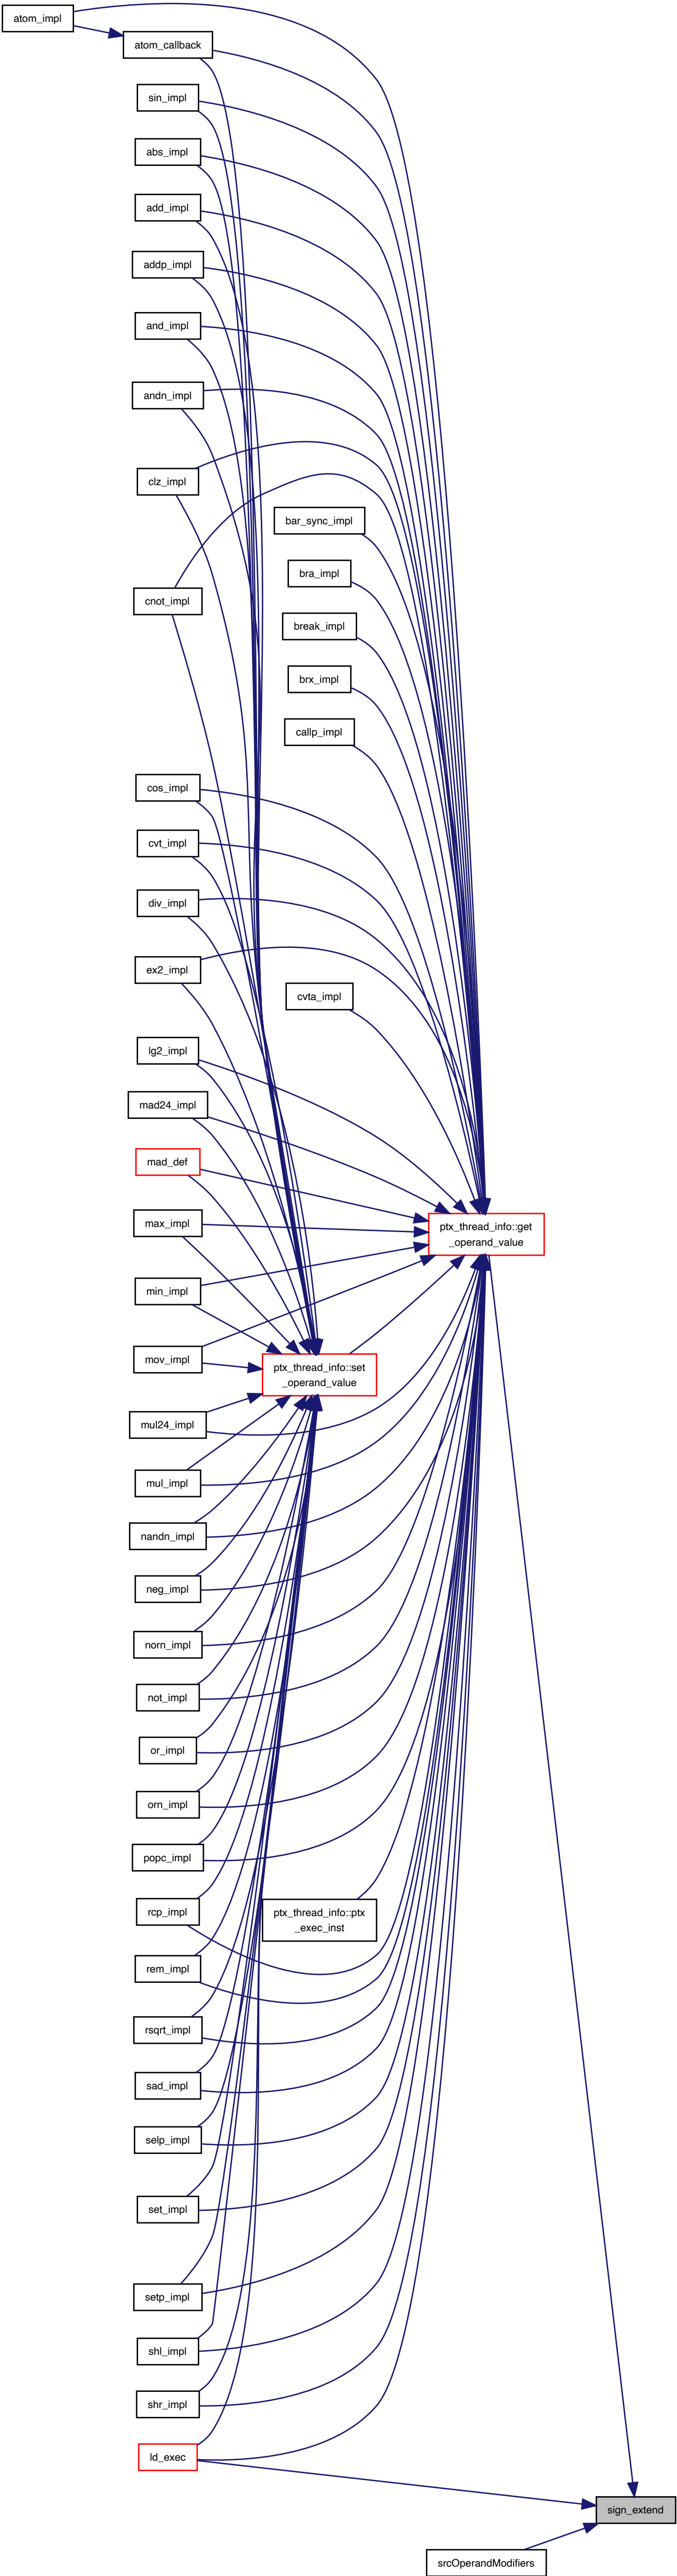 atom_impl
atom_callback
sin_impl
abs_impl
add_impl
addp_impl
and_impl
andn_impl
clz_impl
bar_sync_impl
bra_impl
cnot_impl
break_impl
brx_impl
callp_impl
cos_impl
cvt_impl
div_impl
ex2_impl
cvta_impl
lg2_impl
mad24_impl
mad_def
max_impl
ptx_thread_info::get
_operand_value
min_impl
mov_impl
ptx_thread_info::set
_operand_value
mul24_impl
mul_impl
nandn_impl
neg_impl
norn_impl
not_impl
or_impl
orn_impl
popc_impl
rcp_impl
ptx_thread_info::ptx
_exec_inst
rem_impl
rsqrt_impl
sad_impl
selp_impl
set_impl
setp_impl
shl_impl
shr_impl
ld_exec
sign_extend
srcOperandModifiers